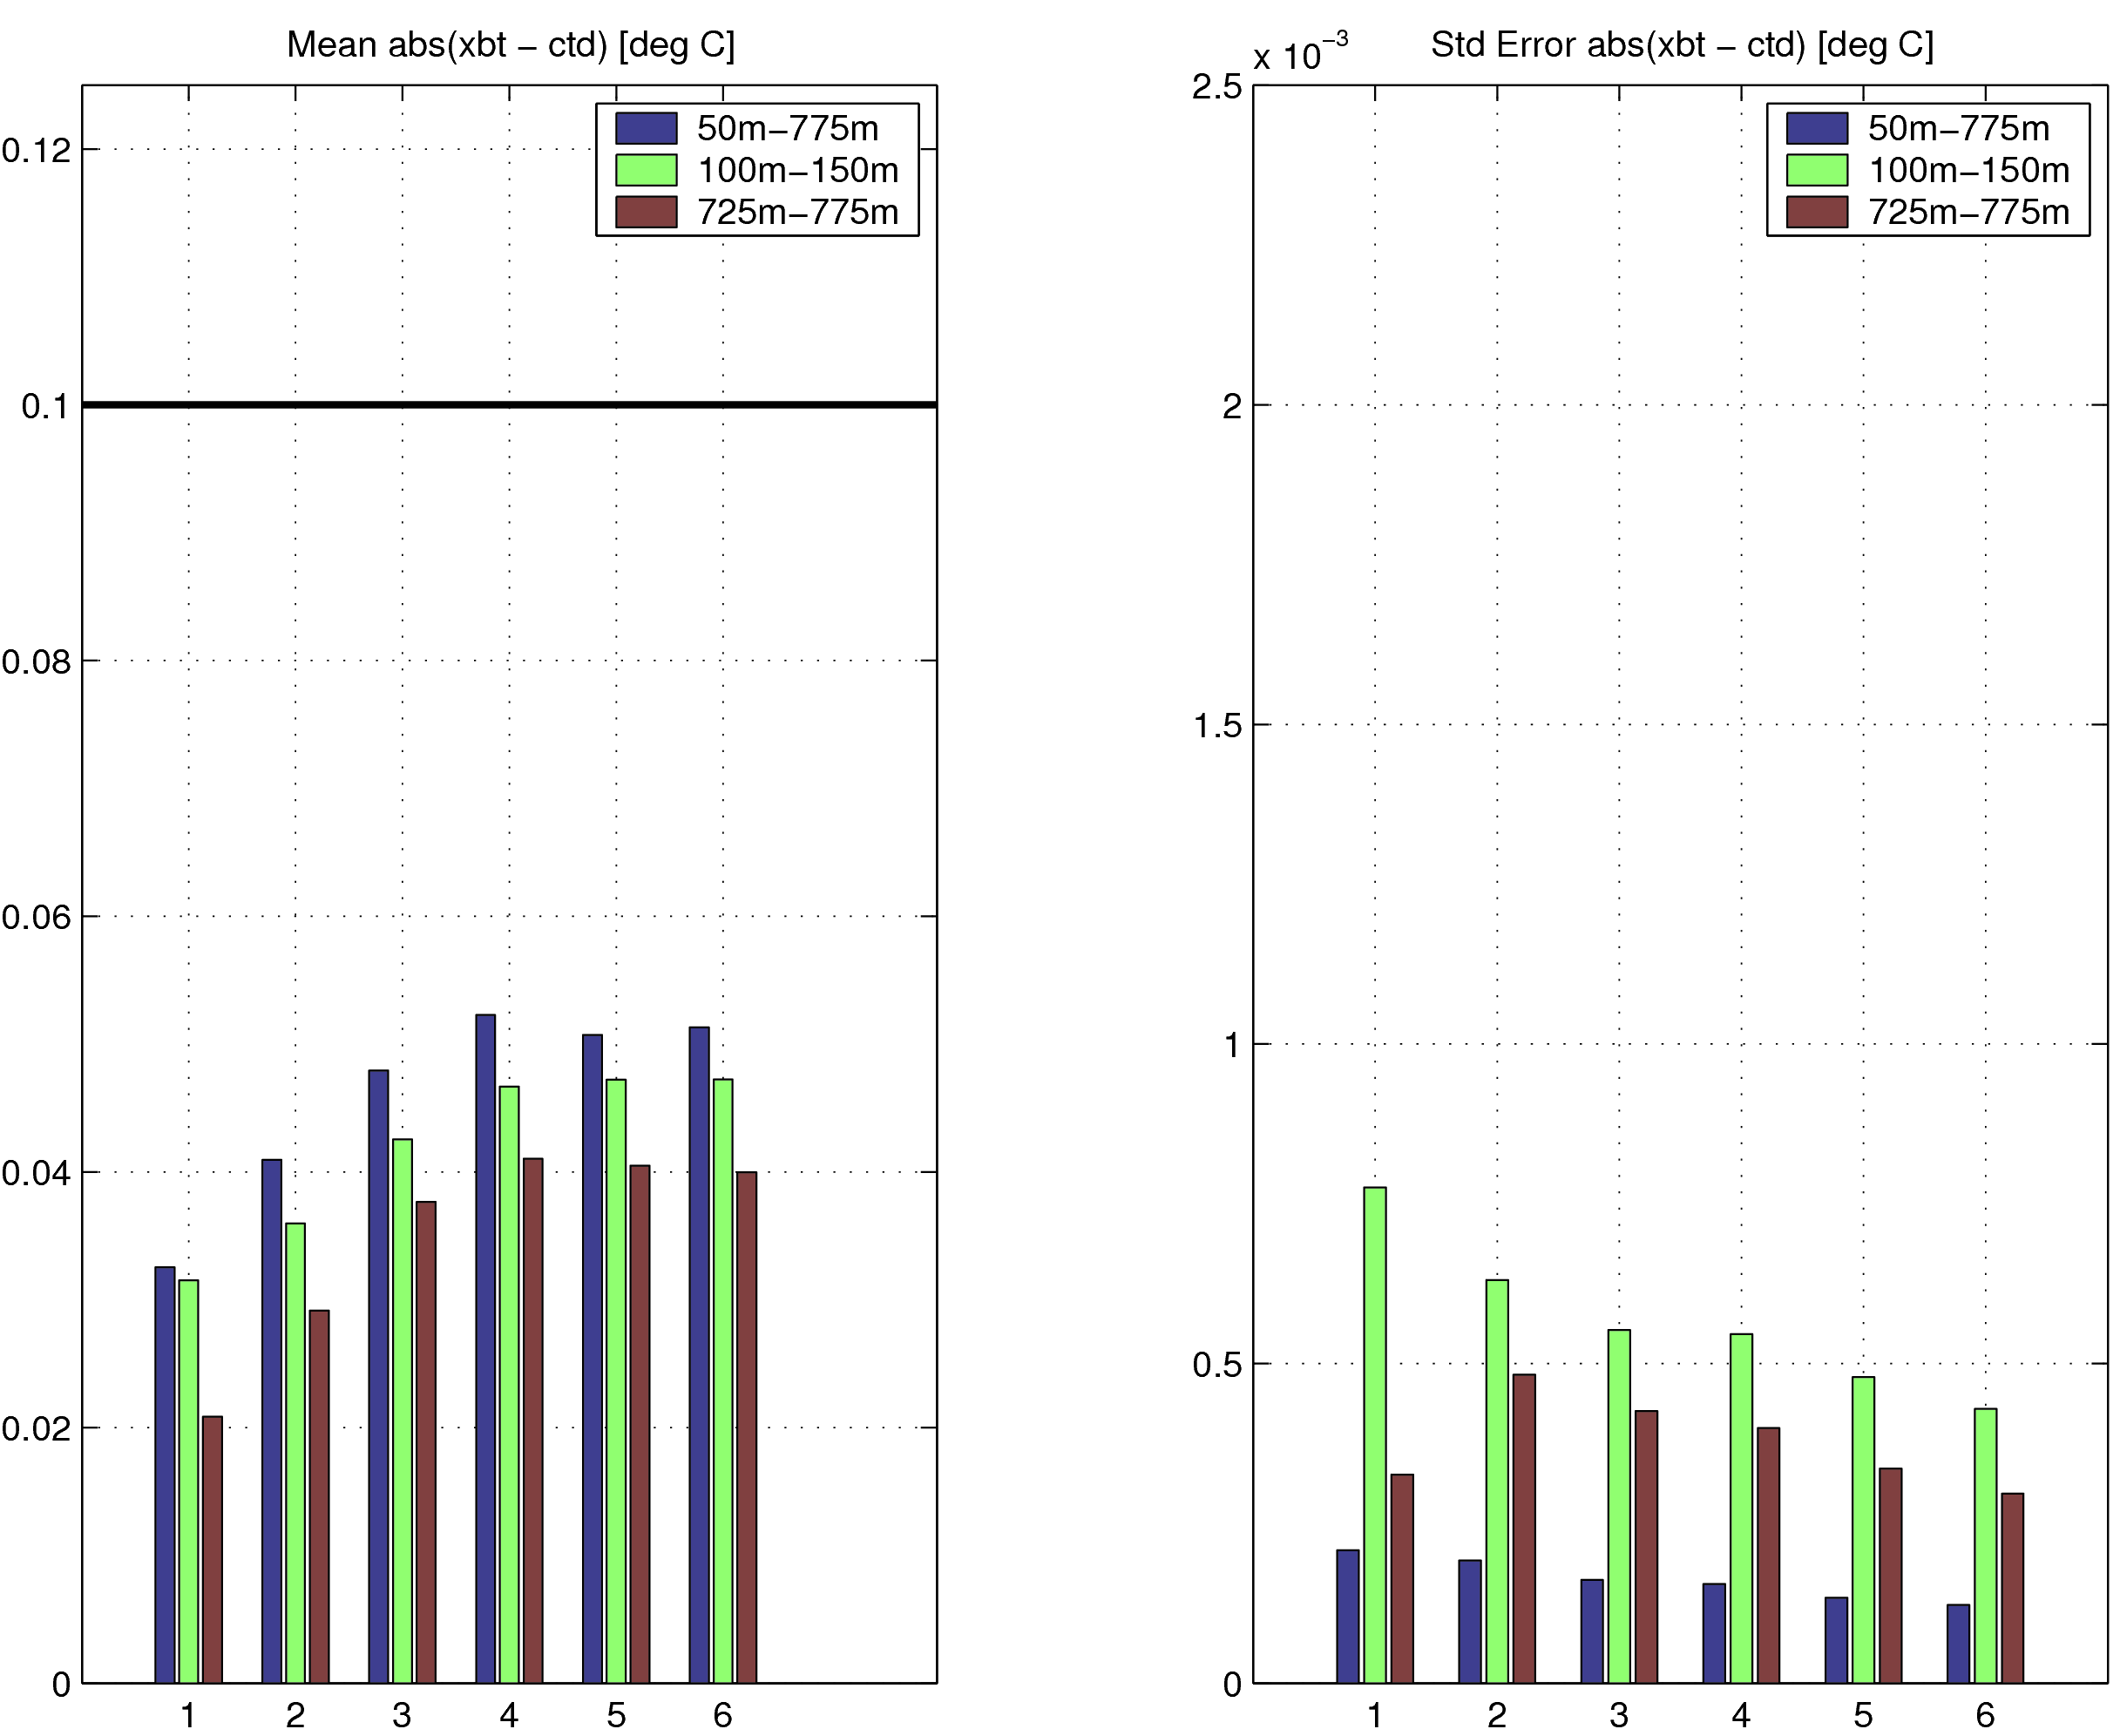 Mean abs(xbt − ctd) [deg C]
50m−775m
100m−150m
725m−775m
0.12
0.1
0.08
0.06
0.04
0.02
0
1 2 3 4 5 6
x 10−3
Std Error abs(xbt − ctd) [deg C]
50m−775m
100m−150m
725m−775m
2.5
2
1.5
1
0.5
0
1 2 3 4 5 6